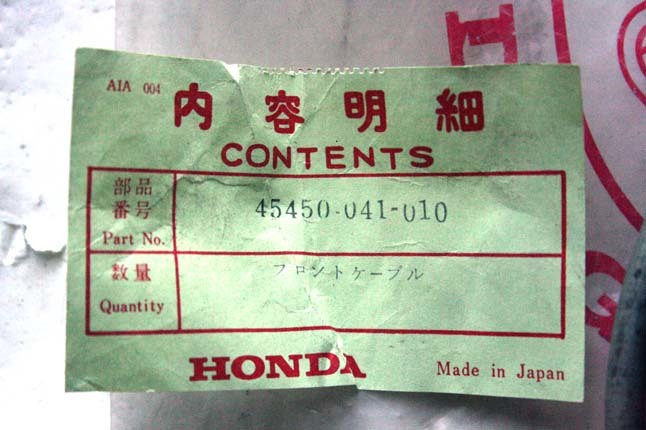 AIA 004
内容明細
CONTENTS
部品
番号
Part No.
45450-041-010
数量
Quantity
フロントケーブル
HONDA
Made in Japan